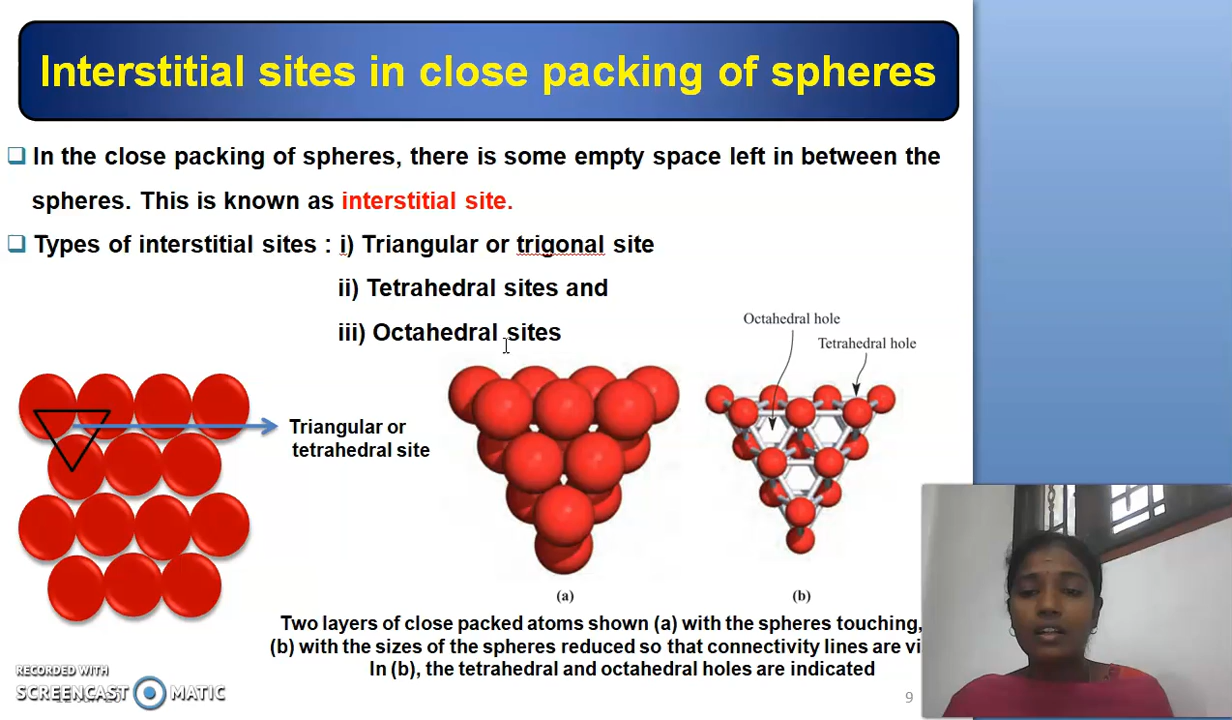 Interstitial sites in close packing of spheres
In the close packing of spheres, there is some empty space left in between the
spheres. This is known as interstitial site.
Types of interstitial sites : i) Triangular or trigonal site
ii) Tetrahedral sites and
iii) Octahedral sites
Octahedral hole
Tetrahedral hole
Triangular or
tetrahedral site
(a)
(b)
Two layers of close packed atoms shown (a) with the spheres touching,
(b) with the sizes of the spheres reduced so that connectivity lines are vi
In (b), the tetrahedral and octahedral holes are indicated
RECORDED WITH
SCREENCAST MATIC
9